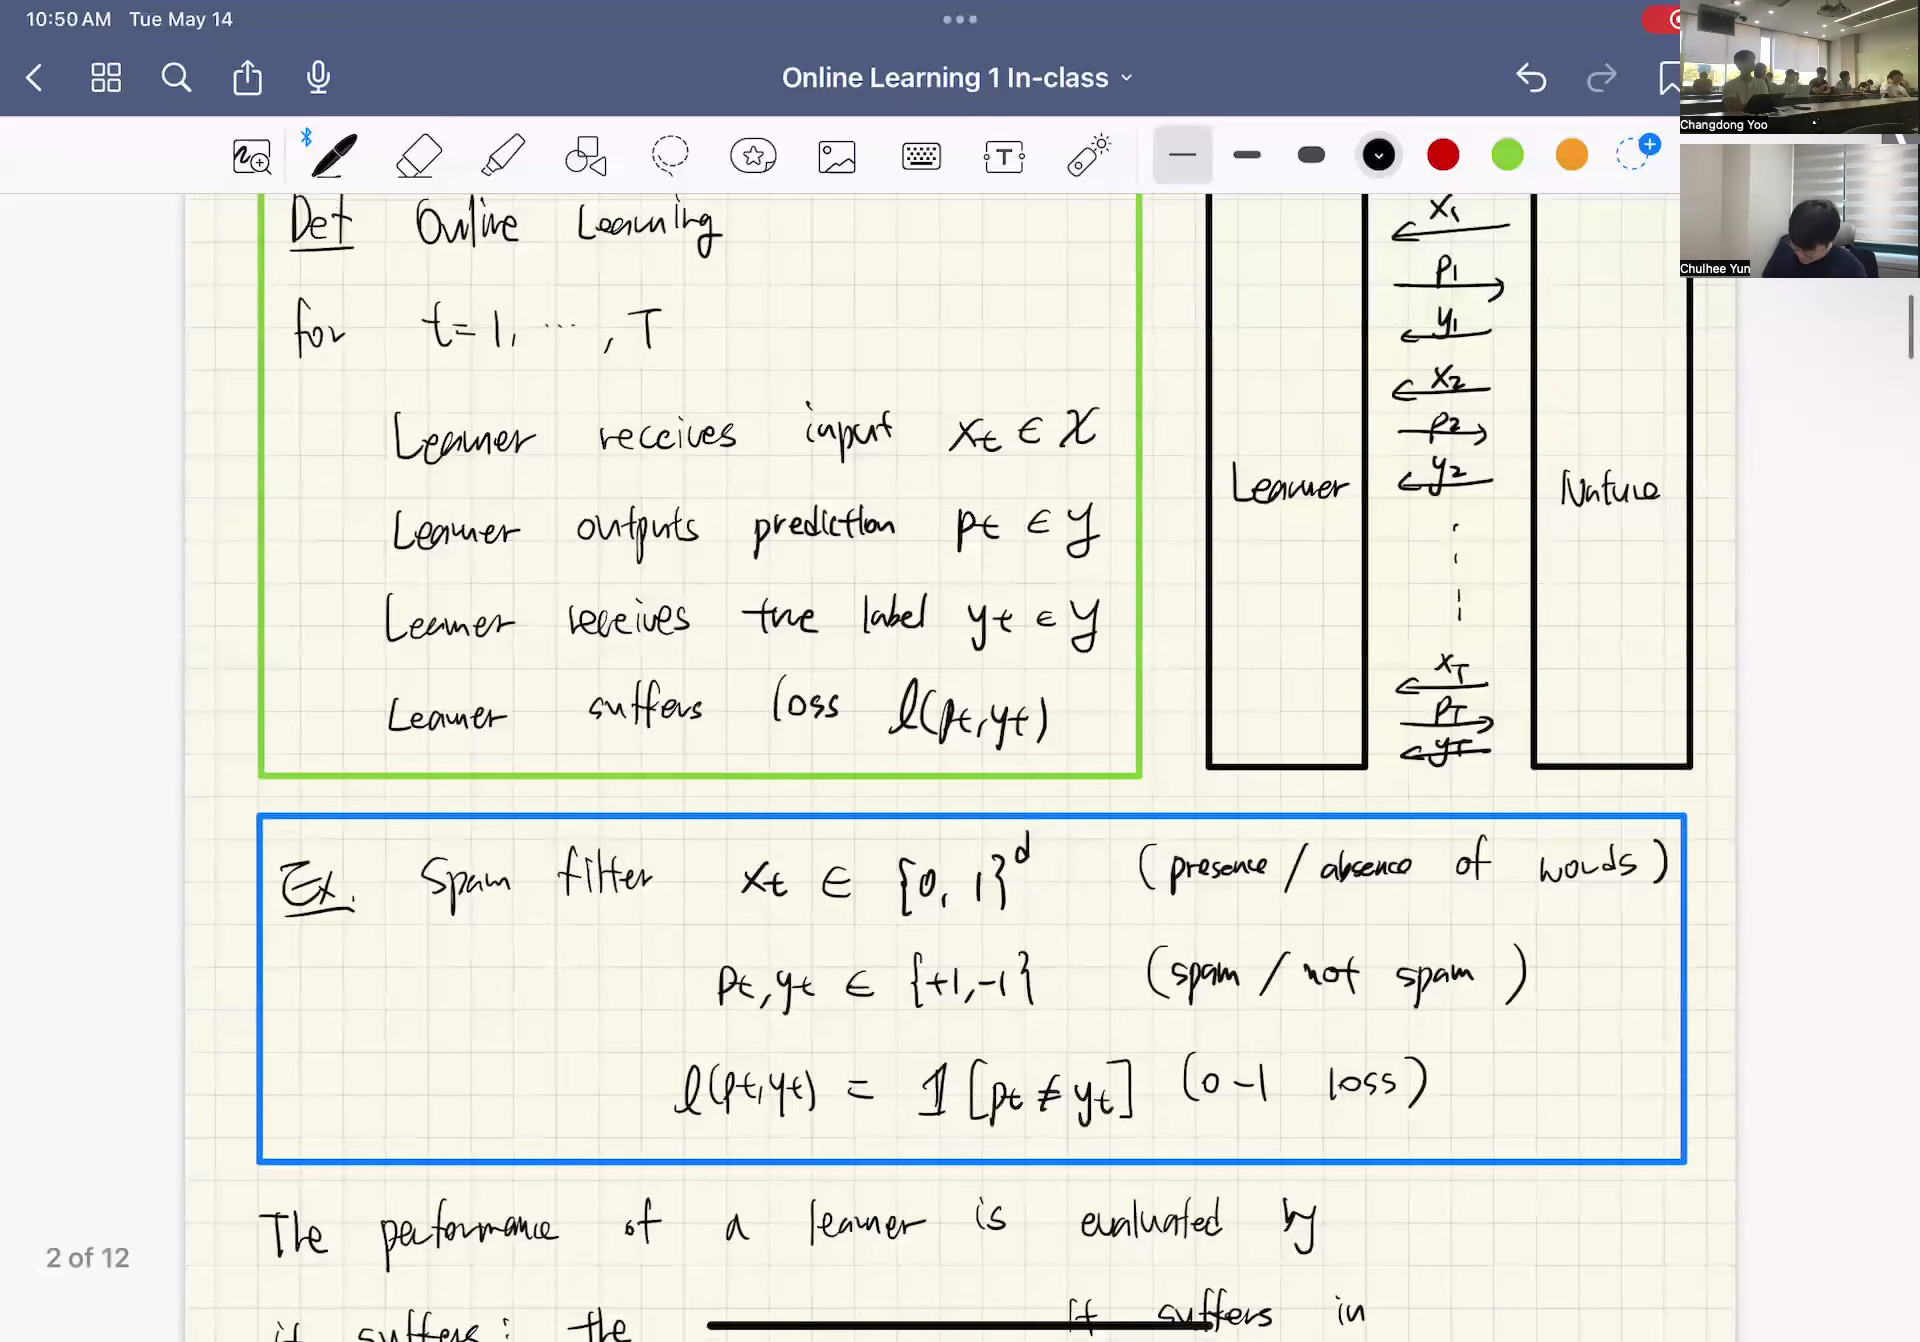 10:50 AM Tue May 14
Online Learning 1 In-class
Changdong Yoo
Chulhee Yun
Def Online Learning
for t=1, ⋯, T
Learner receives input xt ∈ X
Learner outputs prediction pt ∈ y
Learner receives true label yt ∈ y
Learner suffers loss l(pt,yt)
x1
p1
y1
x2
p2
y2
xT
pT
yT
Learner
Nature
Ex. Spam filter xt ∈ {0, 1}^d (presence / absence of words)
pt, yt ∈ {+1, -1} (spam / not spam)
l(pt,yt) = 𝟙 [pt ≠ yt] (0-1 loss)
The performance of a learner is evaluated by
it suffers: the
it suffers in
2 of 12